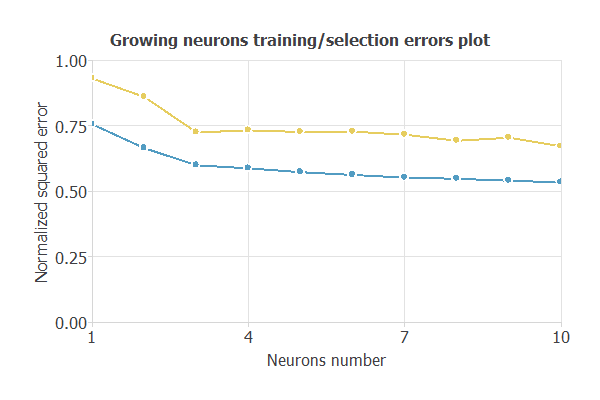 Growing neurons training/selection errors plot
1.00
0.75
0.50
0.25
0.00
Normalized squared error
1 4 7 10
Neurons number